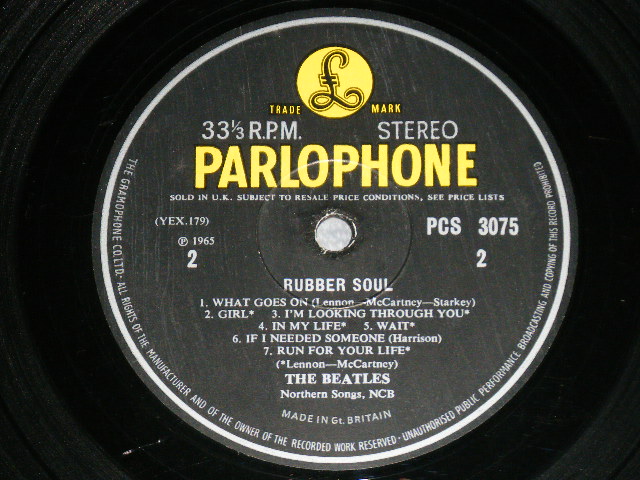 £
TRADE MARK
33⅓ R.P.M. STEREO
PARLOPHONE
SOLD IN U.K. SUBJECT TO RESALE PRICE CONDITIONS, SEE PRICE LISTS
(YEX.179) PCS 3075
℗ 1965
2 2
RUBBER SOUL
1. WHAT GOES ON (Lennon—McCartney—Starkey)
2. GIRL* 3. I'M LOOKING THROUGH YOU*
4. IN MY LIFE* 5. WAIT*
6. IF I NEEDED SOMEONE (Harrison)
7. RUN FOR YOUR LIFE*
(*Lennon—McCartney)
THE BEATLES
Northern Songs, NCB
MADE IN Gt. BRITAIN
THE GRAMOPHONE CO. LTD. · ALL RIGHTS OF THE MANUFACTURER AND OF THE OWNER OF THE RECORDED WORK RESERVED · UNAUTHORISED PUBLIC PERFORMANCE BROADCASTING AND COPYING OF THIS RECORD PROHIBITED